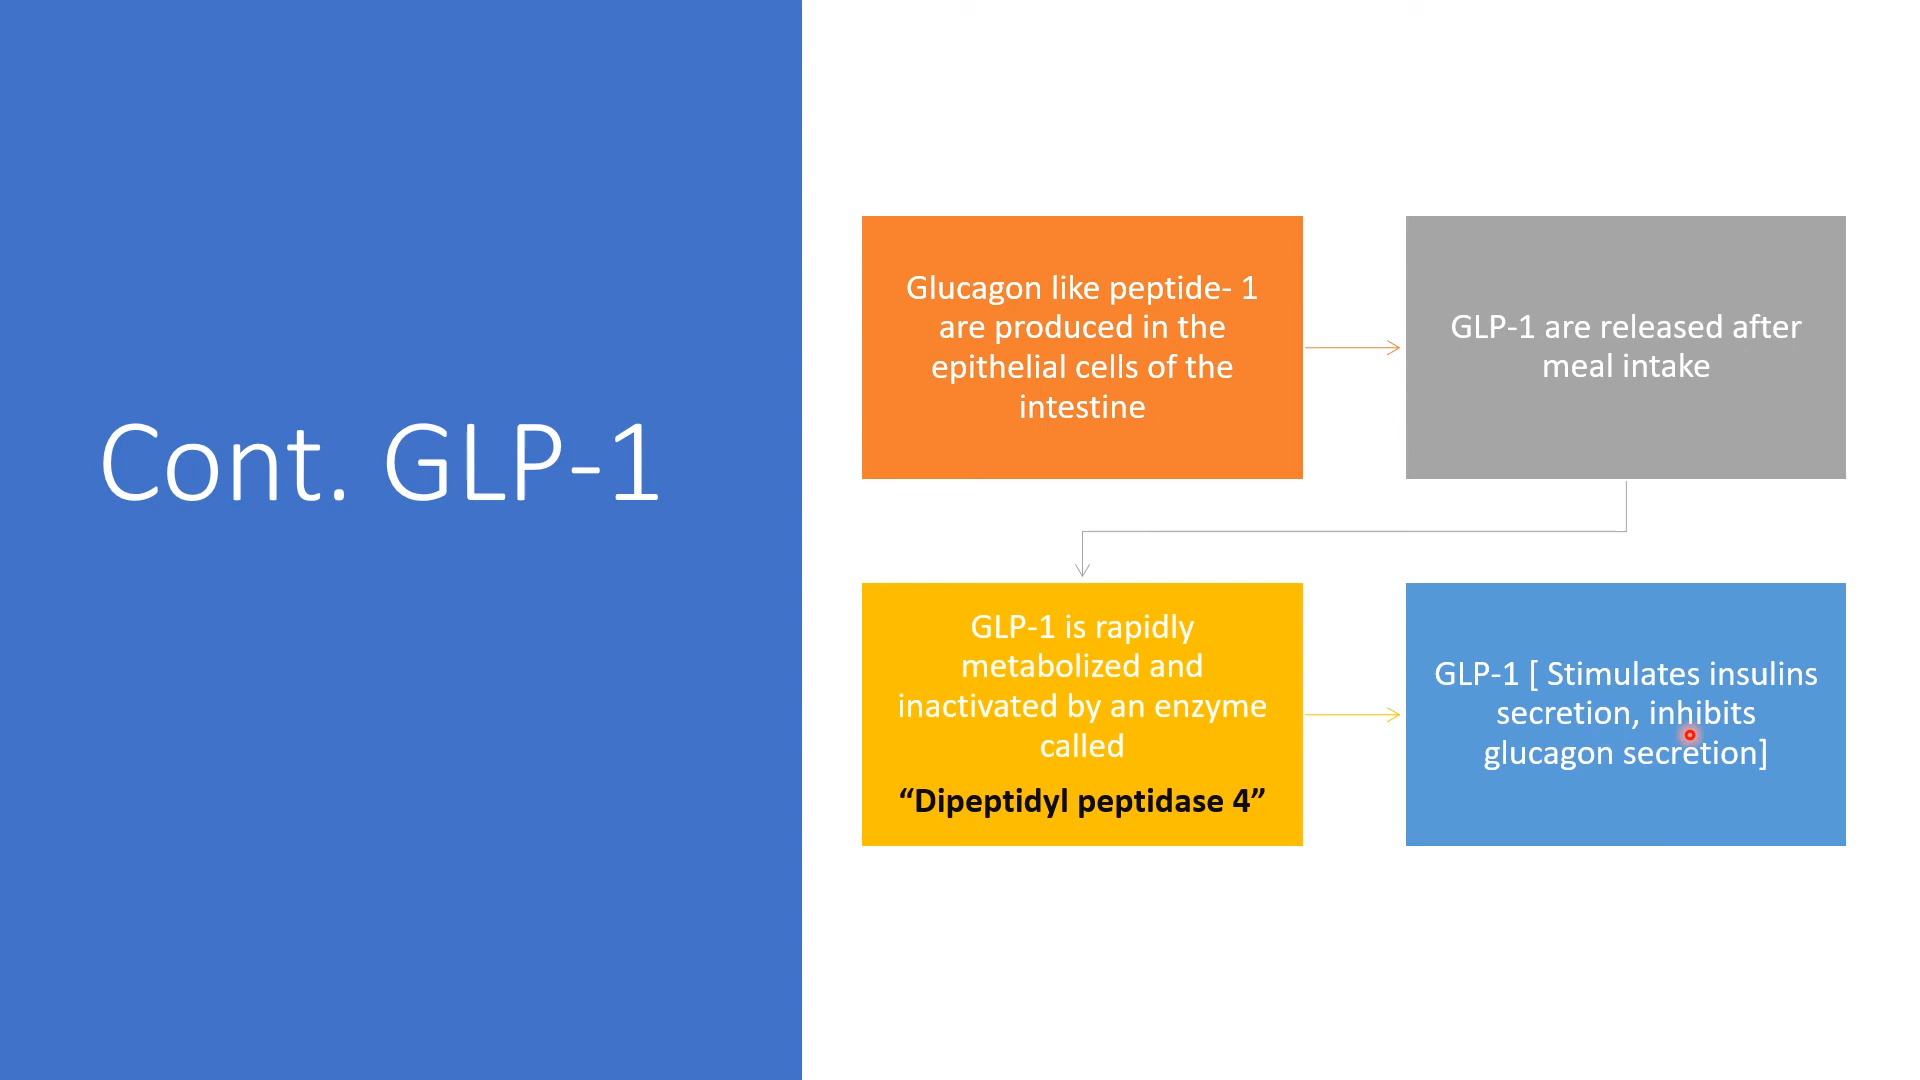 Cont. GLP-1
Glucagon like peptide- 1
are produced in the
epithelial cells of the
intestine
GLP-1 are released after
meal intake
GLP-1 is rapidly
metabolized and
inactivated by an enzyme
called
“Dipeptidyl peptidase 4”
GLP-1 [ Stimulates insulins
secretion, inhibits
glucagon secretion]